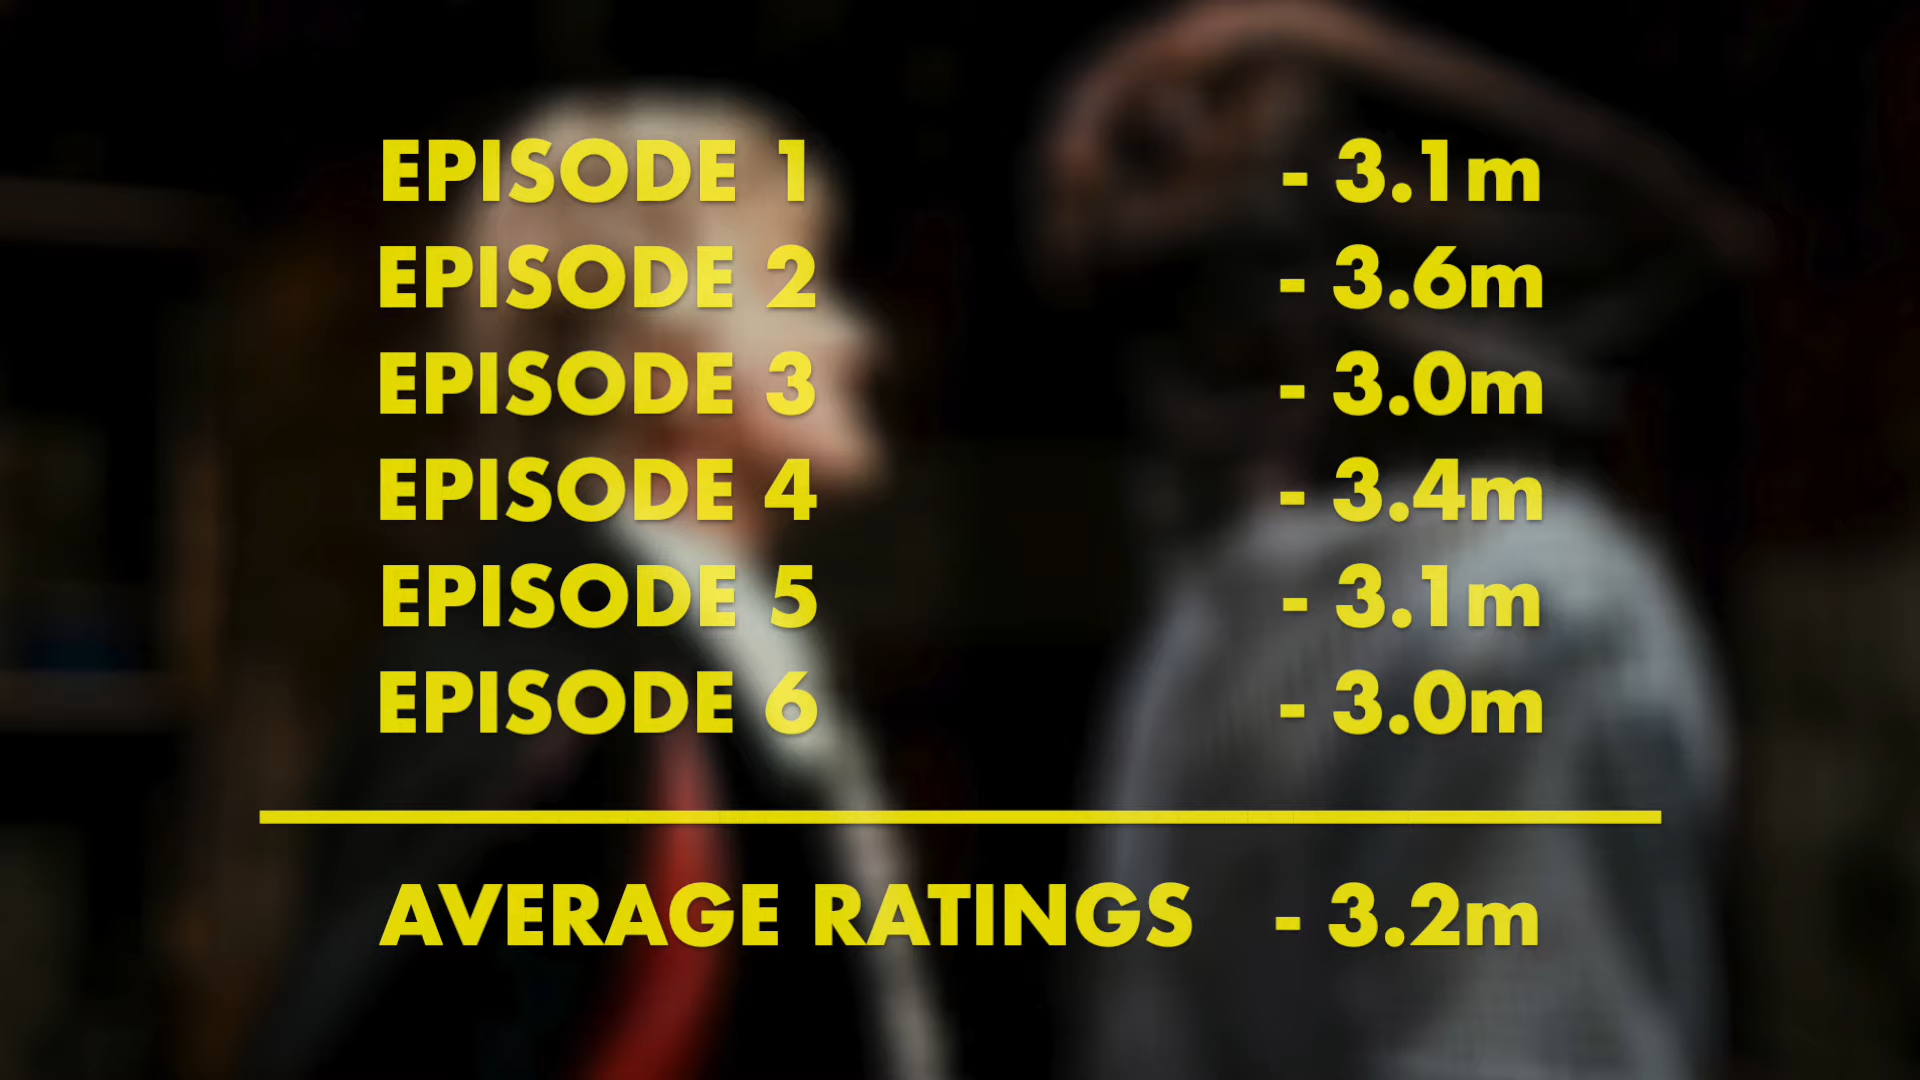 EPISODE 1 - 3.1m
EPISODE 2 - 3.6m
EPISODE 3 - 3.0m
EPISODE 4 - 3.4m
EPISODE 5 - 3.1m
EPISODE 6 - 3.0m
AVERAGE RATINGS - 3.2m